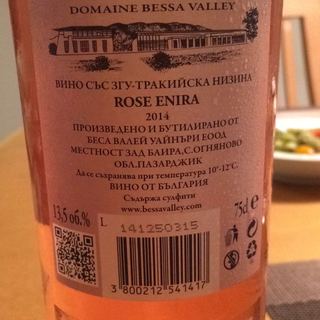 DOMAINE BESSA VALLEY
ВИНО СЪС ЗГУ-ТРАКИЙСКА НИЗИНА
ROSE ENIRA
2014
ПРОИЗВЕДЕНО И БУТИЛИРАНО ОТ
БЕСА ВАЛЕЙ УАЙНЪРИ ЕООД
МЕСТНОСТ ЗАД БАИРА,С.ОГНЯНОВО
ОБЛ.ПАЗАРДЖИК
Да се съхранява при температура 10°-12°С.
ВИНО ОТ БЪЛГАРИЯ
Съдържа сулфити
www.bessavalley.com
13,5 об.%
L 141250315
75cl e
3 800212 541417